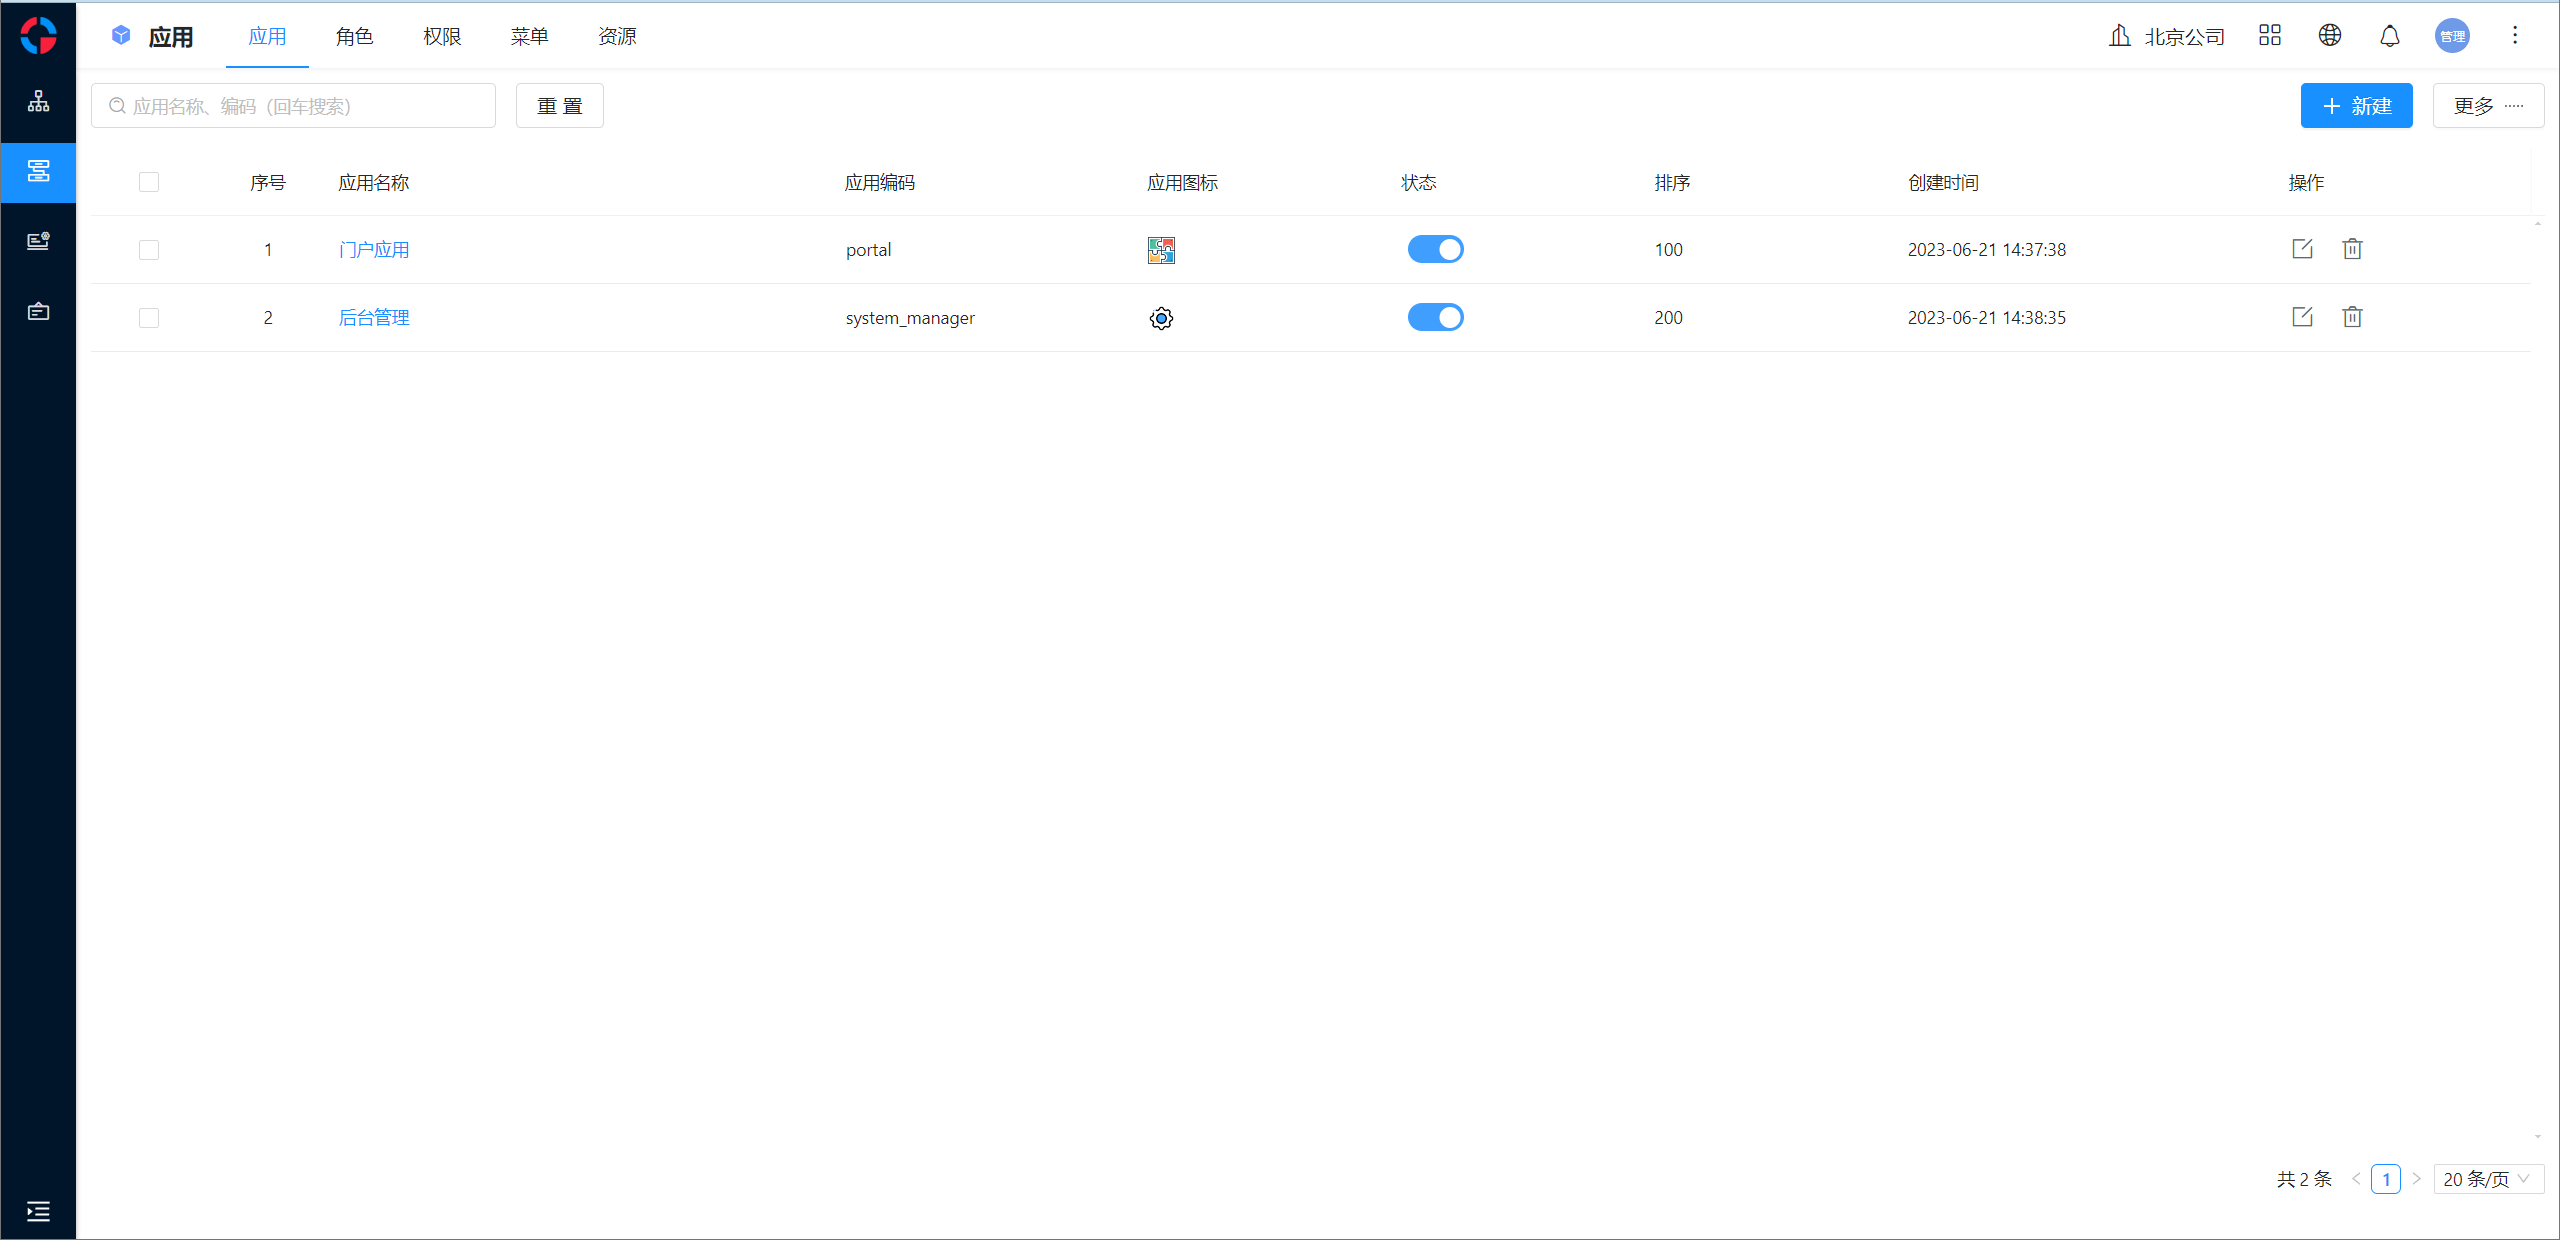 应用 应用 角色 权限 菜单 资源 北京公司 管理
应用名称、编码（回车搜索） 重 置 新建 更多
序号 应用名称 应用编码 应用图标 状态 排序 创建时间 操作
1 门户应用 portal 100 2023-06-21 14:37:38
2 后台管理 system_manager 200 2023-06-21 14:38:35
共 2 条 1 20 条/页